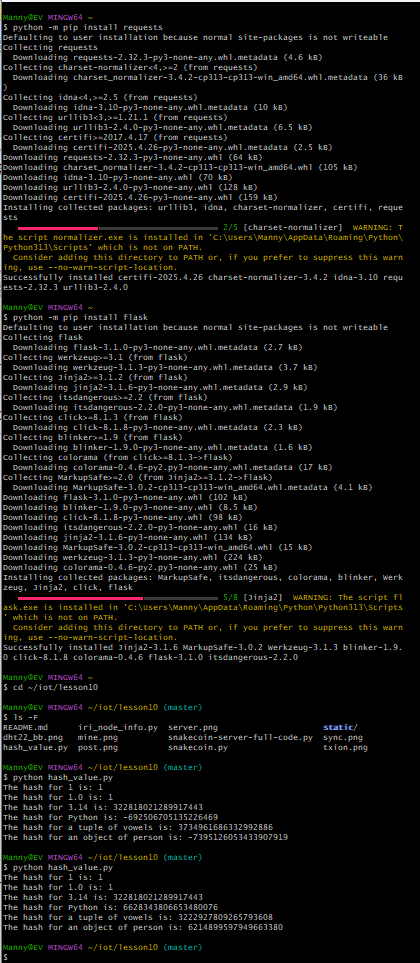 Manny@EV MINGW64 ~
$ python -m pip install requests
Defaulting to user installation because normal site-packages is not writeable
Collecting requests
  Downloading requests-2.32.3-py3-none-any.whl.metadata (4.6 kB)
Collecting charset-normalizer<4,>=2 (from requests)
  Downloading charset_normalizer-3.4.2-cp313-cp313-win_amd64.whl.metadata (36 kB
)
Collecting idna<4,>=2.5 (from requests)
  Downloading idna-3.10-py3-none-any.whl.metadata (10 kB)
Collecting urllib3<3,>=1.21.1 (from requests)
  Downloading urllib3-2.4.0-py3-none-any.whl.metadata (6.5 kB)
Collecting certifi>=2017.4.17 (from requests)
  Downloading certifi-2025.4.26-py3-none-any.whl.metadata (2.5 kB)
Downloading requests-2.32.3-py3-none-any.whl (64 kB)
Downloading charset_normalizer-3.4.2-cp313-cp313-win_amd64.whl (105 kB)
Downloading idna-3.10-py3-none-any.whl (70 kB)
Downloading urllib3-2.4.0-py3-none-any.whl (128 kB)
Downloading certifi-2025.4.26-py3-none-any.whl (159 kB)
Installing collected packages: urllib3, idna, charset-normalizer, certifi, reque
sts
2/5 [charset-normalizer]  WARNING: T
he script normalizer.exe is installed in 'C:\Users\Manny\AppData\Roaming\Python\
Python313\Scripts' which is not on PATH.
  Consider adding this directory to PATH or, if you prefer to suppress this warn
ing, use --no-warn-script-location.
Successfully installed certifi-2025.4.26 charset-normalizer-3.4.2 idna-3.10 requ
ests-2.32.3 urllib3-2.4.0

Manny@EV MINGW64 ~
$ python -m pip install flask
Defaulting to user installation because normal site-packages is not writeable
Collecting flask
  Downloading flask-3.1.0-py3-none-any.whl.metadata (2.7 kB)
Collecting Werkzeug>=3.1 (from flask)
  Downloading werkzeug-3.1.3-py3-none-any.whl.metadata (3.7 kB)
Collecting Jinja2>=3.1.2 (from flask)
  Downloading jinja2-3.1.6-py3-none-any.whl.metadata (2.9 kB)
Collecting itsdangerous>=2.2 (from flask)
  Downloading itsdangerous-2.2.0-py3-none-any.whl.metadata (1.9 kB)
Collecting click>=8.1.3 (from flask)
  Downloading click-8.1.8-py3-none-any.whl.metadata (2.3 kB)
Collecting blinker>=1.9 (from flask)
  Downloading blinker-1.9.0-py3-none-any.whl.metadata (1.6 kB)
Collecting colorama (from click>=8.1.3->flask)
  Downloading colorama-0.4.6-py2.py3-none-any.whl.metadata (17 kB)
Collecting MarkupSafe>=2.0 (from Jinja2>=3.1.2->flask)
  Downloading MarkupSafe-3.0.2-cp313-cp313-win_amd64.whl.metadata (4.1 kB)
Downloading flask-3.1.0-py3-none-any.whl (102 kB)
Downloading blinker-1.9.0-py3-none-any.whl (8.5 kB)
Downloading click-8.1.8-py3-none-any.whl (98 kB)
Downloading itsdangerous-2.2.0-py3-none-any.whl (16 kB)
Downloading jinja2-3.1.6-py3-none-any.whl (134 kB)
Downloading MarkupSafe-3.0.2-cp313-cp313-win_amd64.whl (15 kB)
Downloading werkzeug-3.1.3-py3-none-any.whl (224 kB)
Downloading colorama-0.4.6-py2.py3-none-any.whl (25 kB)
Installing collected packages: MarkupSafe, itsdangerous, colorama, blinker, Werk
zeug, Jinja2, click, flask
5/8 [Jinja2]  WARNING: The script fl
ask.exe is installed in 'C:\Users\Manny\AppData\Roaming\Python\Python313\Scripts
' which is not on PATH.
  Consider adding this directory to PATH or, if you prefer to suppress this warn
ing, use --no-warn-script-location.
Successfully installed Jinja2-3.1.6 MarkupSafe-3.0.2 Werkzeug-3.1.3 blinker-1.9.
0 click-8.1.8 colorama-0.4.6 flask-3.1.0 itsdangerous-2.2.0

Manny@EV MINGW64 ~
$ cd ~/iot/lesson10

Manny@EV MINGW64 ~/iot/lesson10 (master)
$ ls -F
README.md      iri_node_info.py  server.png                     static/
dht22_bb.png   mine.png          snakecoin-server-full-code.py  sync.png
hash_value.py  post.png          snakecoin.py                   txion.png

Manny@EV MINGW64 ~/iot/lesson10 (master)
$ python hash_value.py
The hash for 1 is: 1
The hash for 1.0 is: 1
The hash for 3.14 is: 322818021289917443
The hash for Python is: -692506705135226469
The hash for a tuple of vowels is: 3734961686332992886
The hash for an object of person is: -7395126053433907919

Manny@EV MINGW64 ~/iot/lesson10 (master)
$ python hash_value.py
The hash for 1 is: 1
The hash for 1.0 is: 1
The hash for 3.14 is: 322818021289917443
The hash for Python is: 6628343806653480076
The hash for a tuple of vowels is: 3222927809265793608
The hash for an object of person is: 6214899597949663380

Manny@EV MINGW64 ~/iot/lesson10 (master)
$